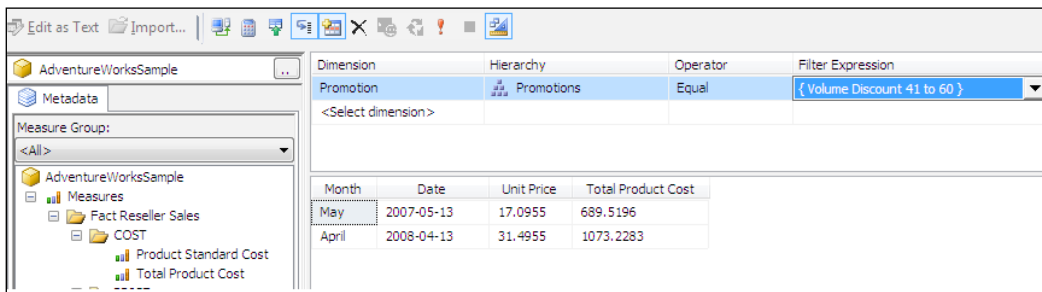 Edit as Text Import...
AdventureWorksSample ..
Metadata
Measure Group:
<All>
AdventureWorksSample
Measures
Fact Reseller Sales
COST
Product Standard Cost
Total Product Cost
Dimension Hierarchy Operator Filter Expression
Promotion Promotions Equal { Volume Discount 41 to 60 }
<Select dimension>
Month Date Unit Price Total Product Cost
May 2007-05-13 17.0955 689.5196
April 2008-04-13 31.4955 1073.2283